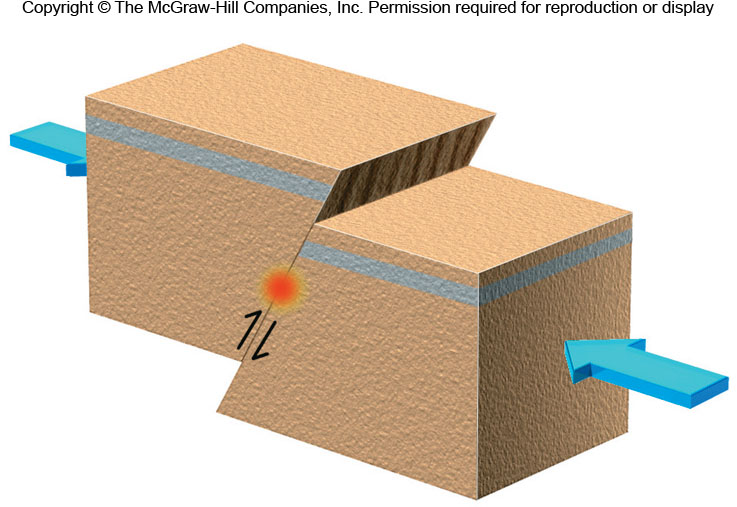 Copyright © The McGraw-Hill Companies, Inc. Permission required for reproduction or display